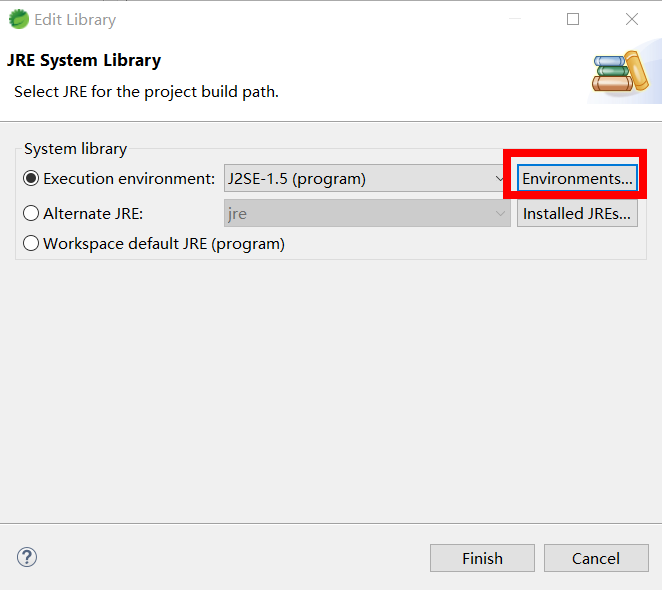 Edit Library
JRE System Library
Select JRE for the project build path.
System library
Execution environment: J2SE-1.5 (program) Environments...
Alternate JRE: jre Installed JREs...
Workspace default JRE (program)
? Finish Cancel